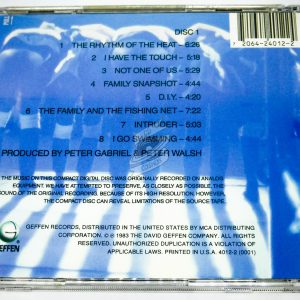 DISC 1
1 THE RHYTHM OF THE HEAT–6:26
2 I HAVE THE TOUCH–5:18
3 NOT ONE OF US–5:29
4 FAMILY SNAPSHOT–4:44
5 D.I.Y.–4:20
6 THE FAMILY AND THE FISHING NET–7:22
7 INTRUDER–5:03
8 I GO SWIMMING–4:44
PRODUCED BY PETER GABRIEL & PETER WALSH
7 20642-4012-2
THE MUSIC ON THIS COMPACT DIGITAL DISC WAS ORIGINALLY RECORDED ON ANALOG
EQUIPMENT. WE HAVE ATTEMPTED TO PRESERVE, AS CLOSELY AS POSSIBLE, THE
SOUND OF THE ORIGINAL RECORDING. BECAUSE OF ITS HIGH RESOLUTION, HOWEVER,
THE COMPACT DISC CAN REVEAL LIMITATIONS OF THE SOURCE TAPE.
GEFFEN
GEFFEN RECORDS, DISTRIBUTED IN THE UNITED STATES BY MCA DISTRIBUTING
CORPORATION. © ℗ 1983 THE DAVID GEFFEN COMPANY. ALL RIGHTS
RESERVED. UNAUTHORIZED DUPLICATION IS A VIOLATION OF
APPLICABLE LAWS. PRINTED IN U.S.A. 4012-2 (0001)